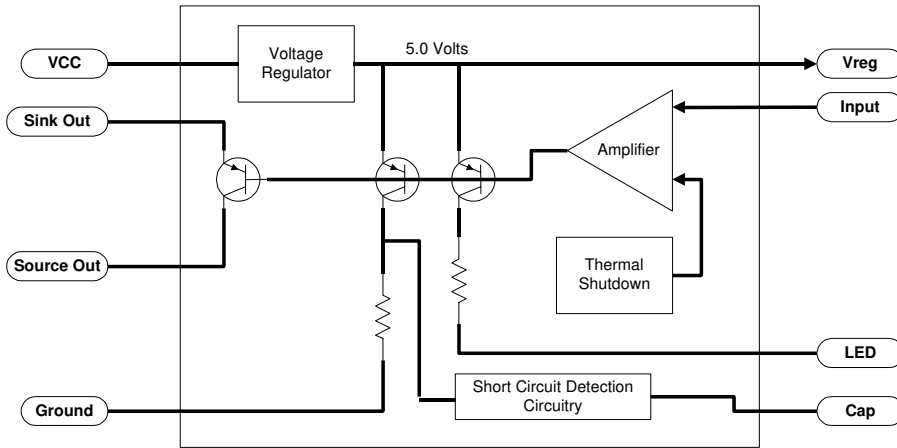 VCC
Voltage
Regulator
5.0 Volts
Vreg
Sink Out
Input
Amplifier
Source Out
Thermal
Shutdown
LED
Short Circuit Detection
Circuitry
Ground
Cap